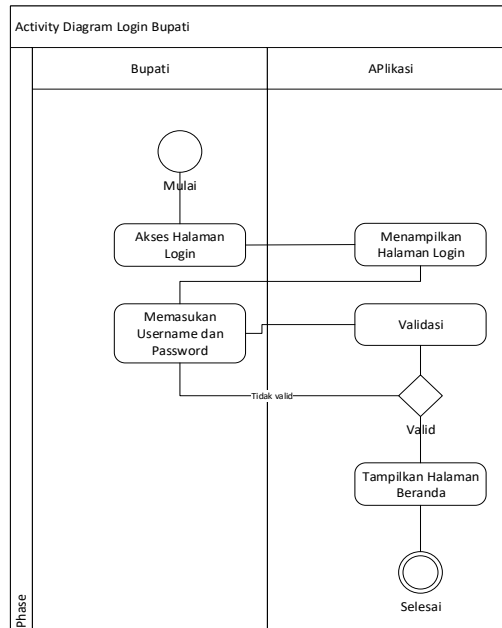 Activity Diagram Login Bupati
Bupati
APlikasi
Mulai
Akses Halaman
Login
Menampilkan
Halaman Login
Memasukan
Username dan
Password
Validasi
Tidak valid
Valid
Tampilkan Halaman
Beranda
Selesai
Phase